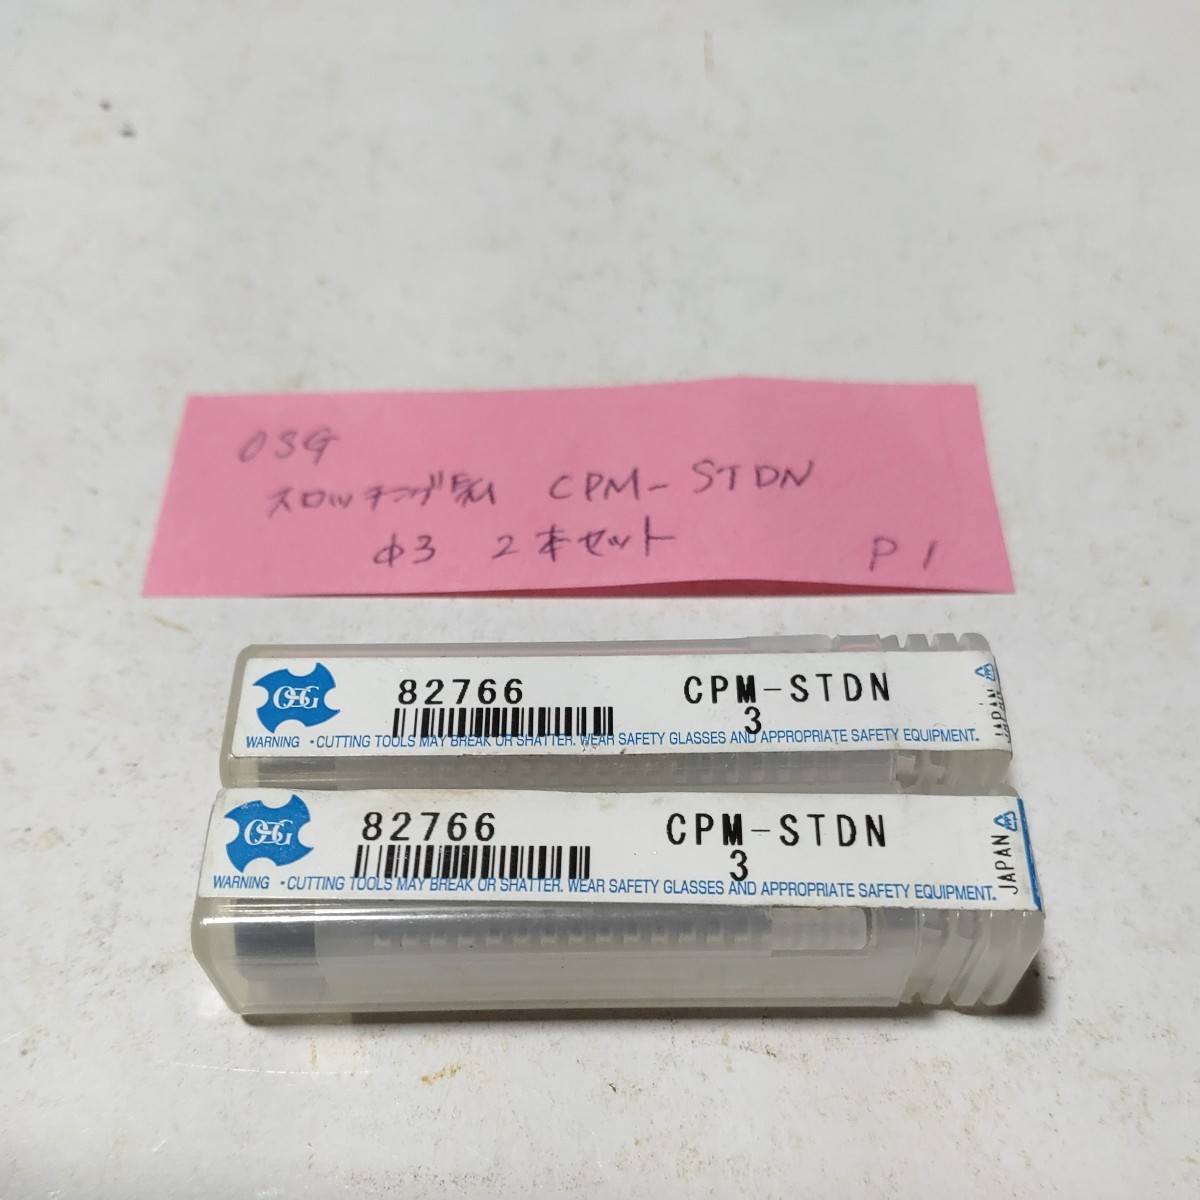 OSG
スロッチング型 CPM-STDN
Φ3 2本セット P1
OSG 82766 CPM-STDN
3
WARNING ・CUTTING TOOLS MAY BREAK OR SHATTER. WEAR SAFETY GLASSES AND APPROPRIATE SAFETY EQUIPMENT.
JAPAN
OSG 82766 CPM-STDN
3
WARNING ・CUTTING TOOLS MAY BREAK OR SHATTER. WEAR SAFETY GLASSES AND APPROPRIATE SAFETY EQUIPMENT.
JAPAN